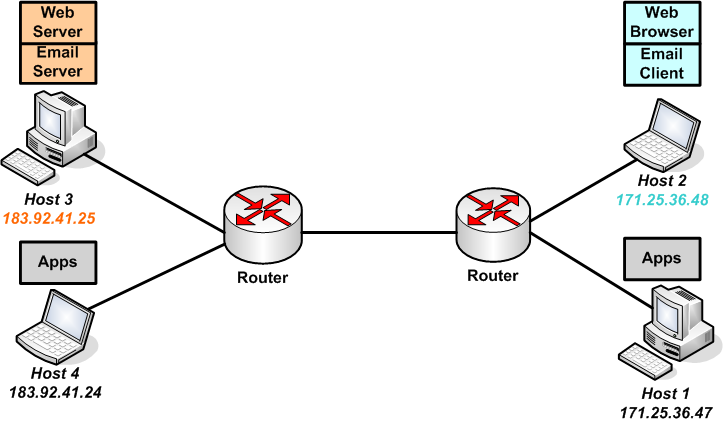 Web
Server
Email
Server
Host 3
183.92.41.25
Apps
Host 4
183.92.41.24
Router
Router
Web
Browser
Email
Client
Host 2
171.25.36.48
Apps
Host 1
171.25.36.47